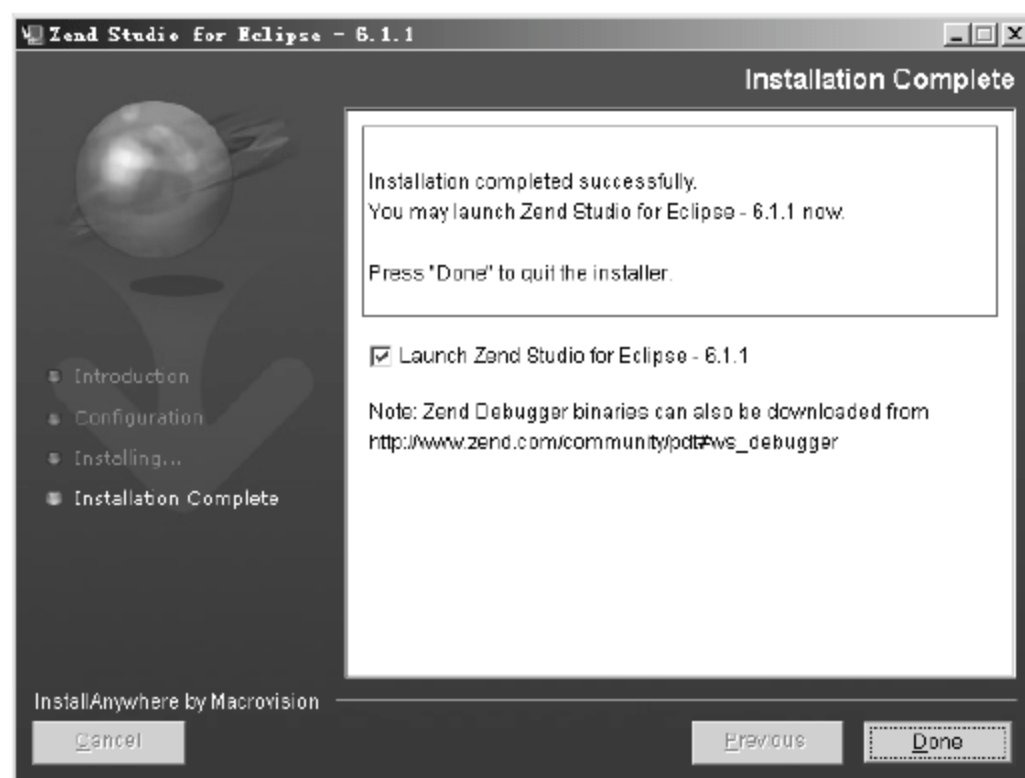 Zend Studio for Eclipse - 6.1.1
Installation Complete
Installation completed successfully.
You may launch Zend Studio for Eclipse - 6.1.1 now.
Press "Done" to quit the installer.
Launch Zend Studio for Eclipse - 6.1.1
Note: Zend Debugger binaries can also be downloaded from
http://www.zend.com/community/pdt#ws_debugger
Introduction
Configuration
Installing...
Installation Complete
InstallAnywhere by Macrovision
Cancel
Previous
Done